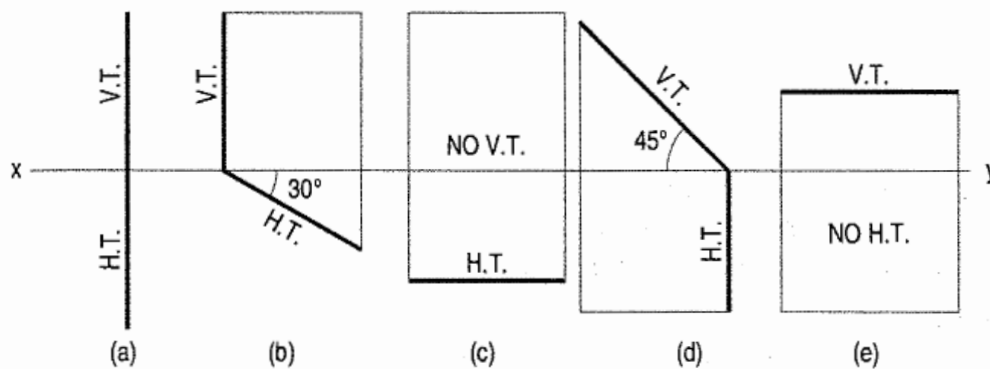 V.T.
V.T.
V.T.
V.T.
NO V.T.
45°
x
y
30°
H.T.
H.T.
H.T.
H.T.
NO H.T.
(a)
(b)
(c)
(d)
(e)